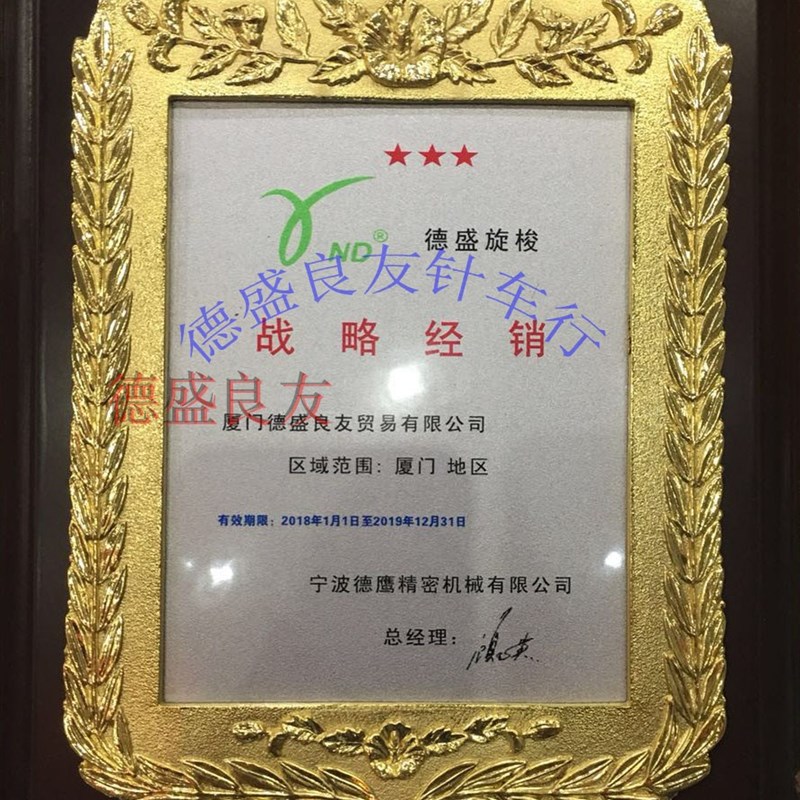 ★★★
ND®
德盛旋梭
德盛良友针车行
战略经销
德盛良友
厦门德盛良友贸易有限公司
区域范围：厦门 地区
有效期限：2018年1月1日至2019年12月31日
宁波德鹰精密机械有限公司
总经理：